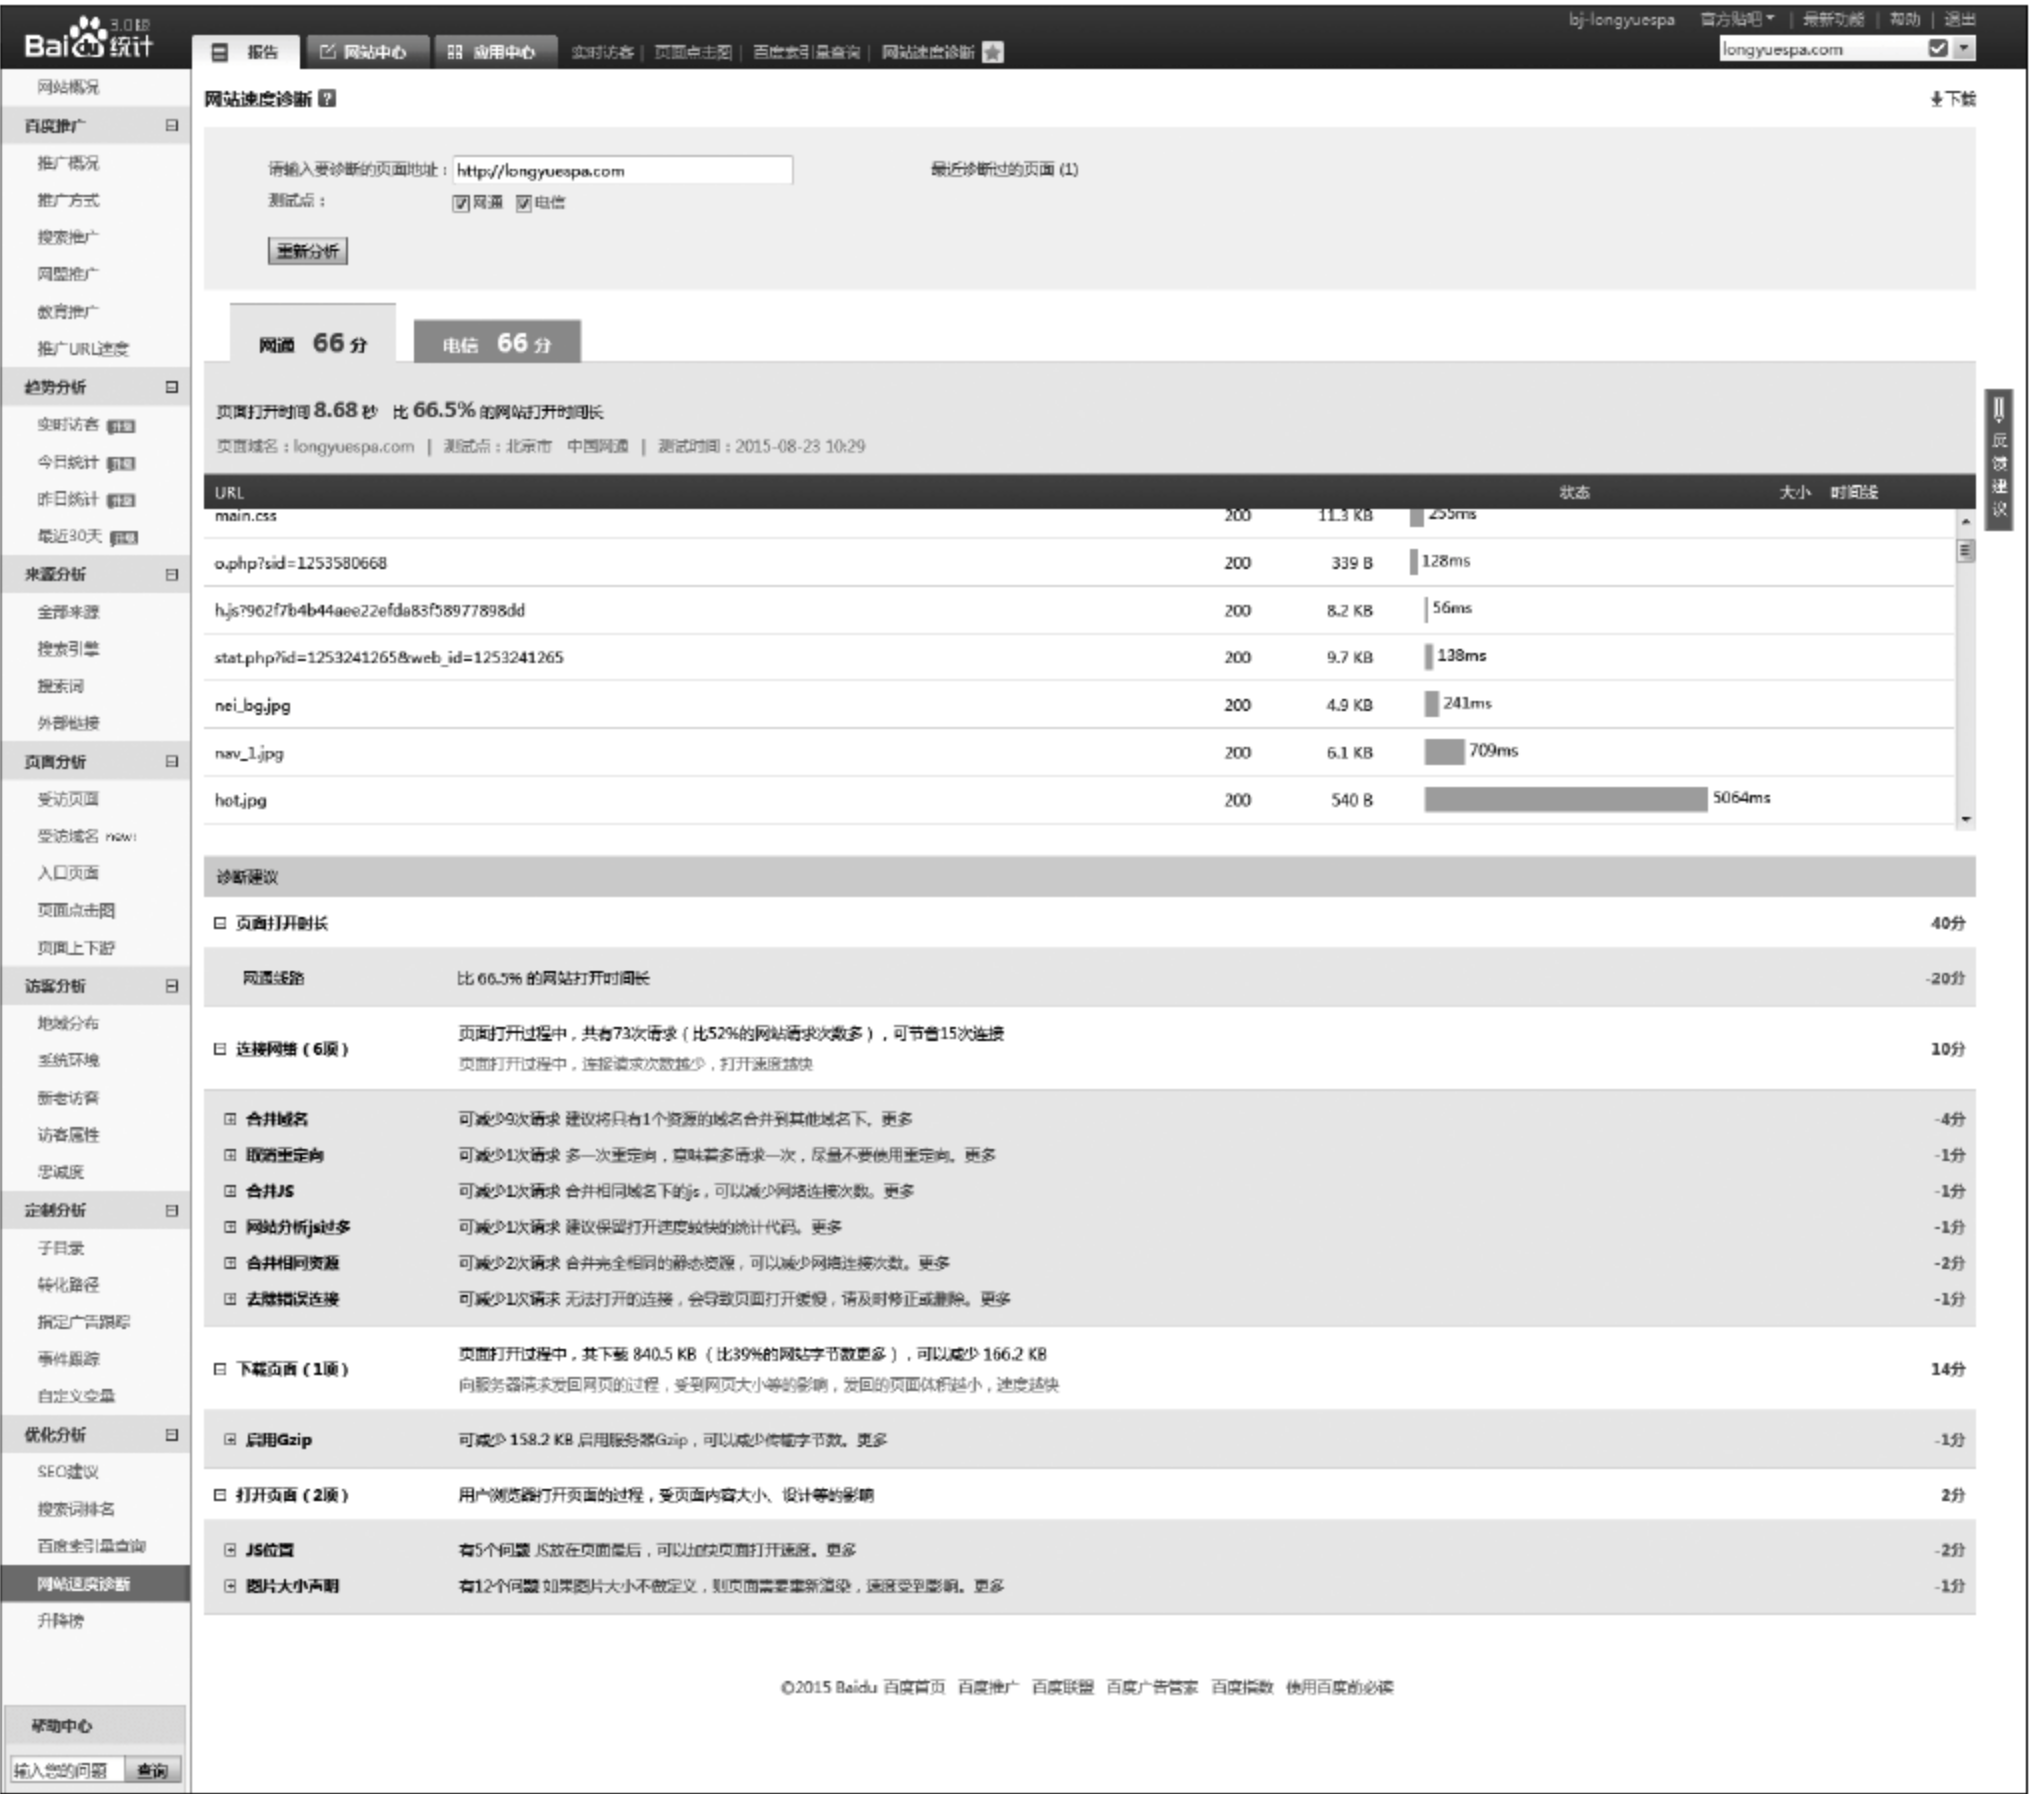 Bai 统计 3.0版
bj-longyuespa 官方贴吧 | 最新功能 | 帮助 | 退出
报告 网站中心 应用中心 实时访客 | 页面点击图 | 百度索引量查询 | 网站速度诊断
longyuespa.com
网站概况
百度推广
推广概况
推广方式
搜索推广
网盟推广
教育推广
推广URL速度
趋势分析
实时访客
今日统计
昨日统计
最近30天
来源分析
全部来源
搜索引擎
搜索词
外部链接
页面分析
受访页面
受访域名 new!
入口页面
页面点击图
页面上下游
访客分析
地域分布
系统环境
新老访客
访客属性
忠诚度
定制分析
子目录
转化路径
指定广告跟踪
事件跟踪
自定义变量
优化分析
SEO建议
搜索词排名
百度索引量查询
网站速度诊断
升降榜
帮助中心
输入您的问题 查询
网站速度诊断 ?
下载
请输入要诊断的页面地址：http://longyuespa.com
最近诊断过的页面 (1)
测试点： 网通 电信
重新分析
网通 66 分 电信 66 分
页面打开时间 8.68 秒 比 66.5% 的网站打开时间长
页面域名：longyuespa.com | 测试点：北京市 中国网通 | 测试时间：2015-08-23 10:29
URL 状态 大小 时间线
main.css 200 11.3 KB 255ms
o.php?sid=1253580668 200 339 B 128ms
h.js?962f7b4b44aee22efda83f58977898dd 200 8.2 KB 56ms
stat.php?id=1253241265&web_id=1253241265 200 9.7 KB 138ms
nei_bg.jpg 200 4.9 KB 241ms
nav_1.jpg 200 6.1 KB 709ms
hot.jpg 200 540 B 5064ms
诊断建议
页面打开时长 40分
网通线路 比 66.5% 的网站打开时间长 -20分
连接网络（6项） 页面打开过程中，共有73次请求（比52%的网站请求次数多），可节省15次连接 10分
页面打开过程中，连接请求次数越少，打开速度越快
合并域名 可减少9次请求 建议将只有1个资源的域名合并到其他域名下。更多 -4分
取消重定向 可减少1次请求 多一次重定向，意味着多请求一次，尽量不要使用重定向。更多 -1分
合并JS 可减少1次请求 合并相同域名下的js，可以减少网络连接次数。更多 -1分
网站分析js过多 可减少1次请求 建议保留打开速度较快的统计代码。更多 -1分
合并相同资源 可减少2次请求 合并完全相同的静态资源，可以减少网络连接次数。更多 -2分
去除错误连接 可减少1次请求 无法打开的连接，会导致页面打开缓慢，请及时修正或删除。更多 -1分
下载页面（1项） 页面打开过程中，共下载 840.5 KB （比39%的网站字节数更多），可以减少 166.2 KB 14分
向服务器请求发回网页的过程，受到网页大小等的影响，发回的页面体积越小，速度越快
启用Gzip 可减少 158.2 KB 启用服务器Gzip，可以减少传输字节数。更多 -1分
打开页面（2项） 用户浏览器打开页面的过程，受页面内容大小、设计等的影响 2分
JS位置 有5个问题 JS放在页面最后，可以加快页面打开速度。更多 -2分
图片大小声明 有12个问题 如果图片大小不做定义，则页面需要重新渲染，速度受到影响。更多 -1分
©2015 Baidu 百度首页 百度推广 百度联盟 百度广告管家 百度指数 使用百度前必读
反馈建议